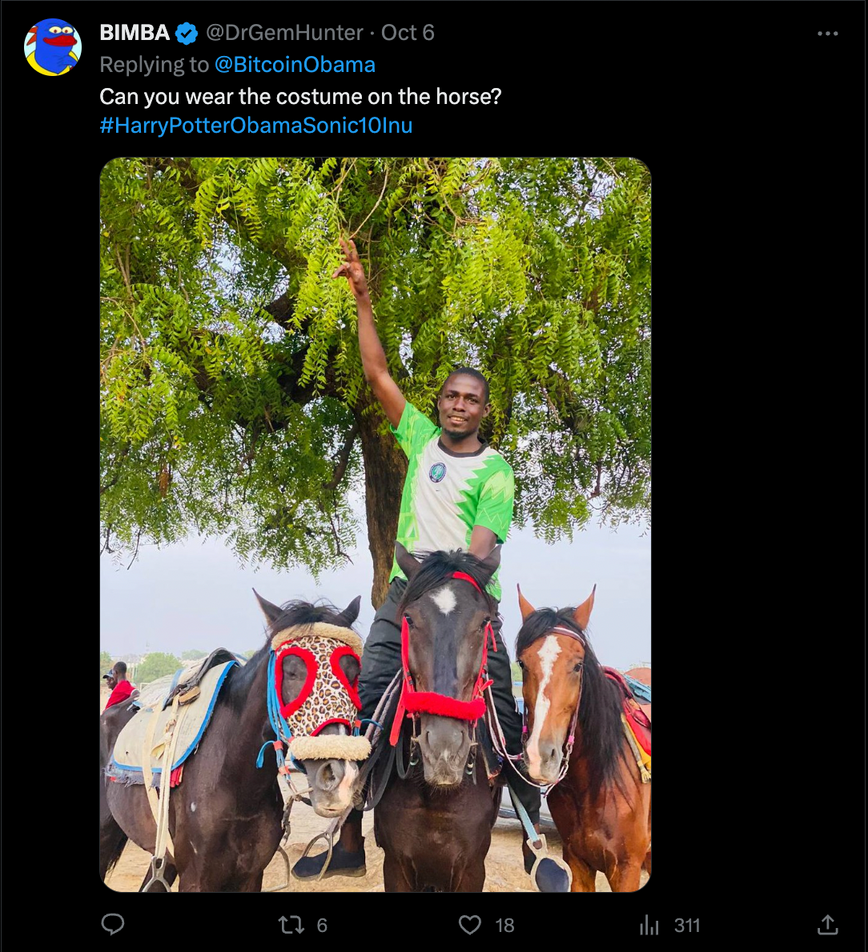 BIMBA @DrGemHunter · Oct 6
Replying to @BitcoinObama
Can you wear the costume on the horse?
#HarryPotterObamaSonic10Inu
6 18 311